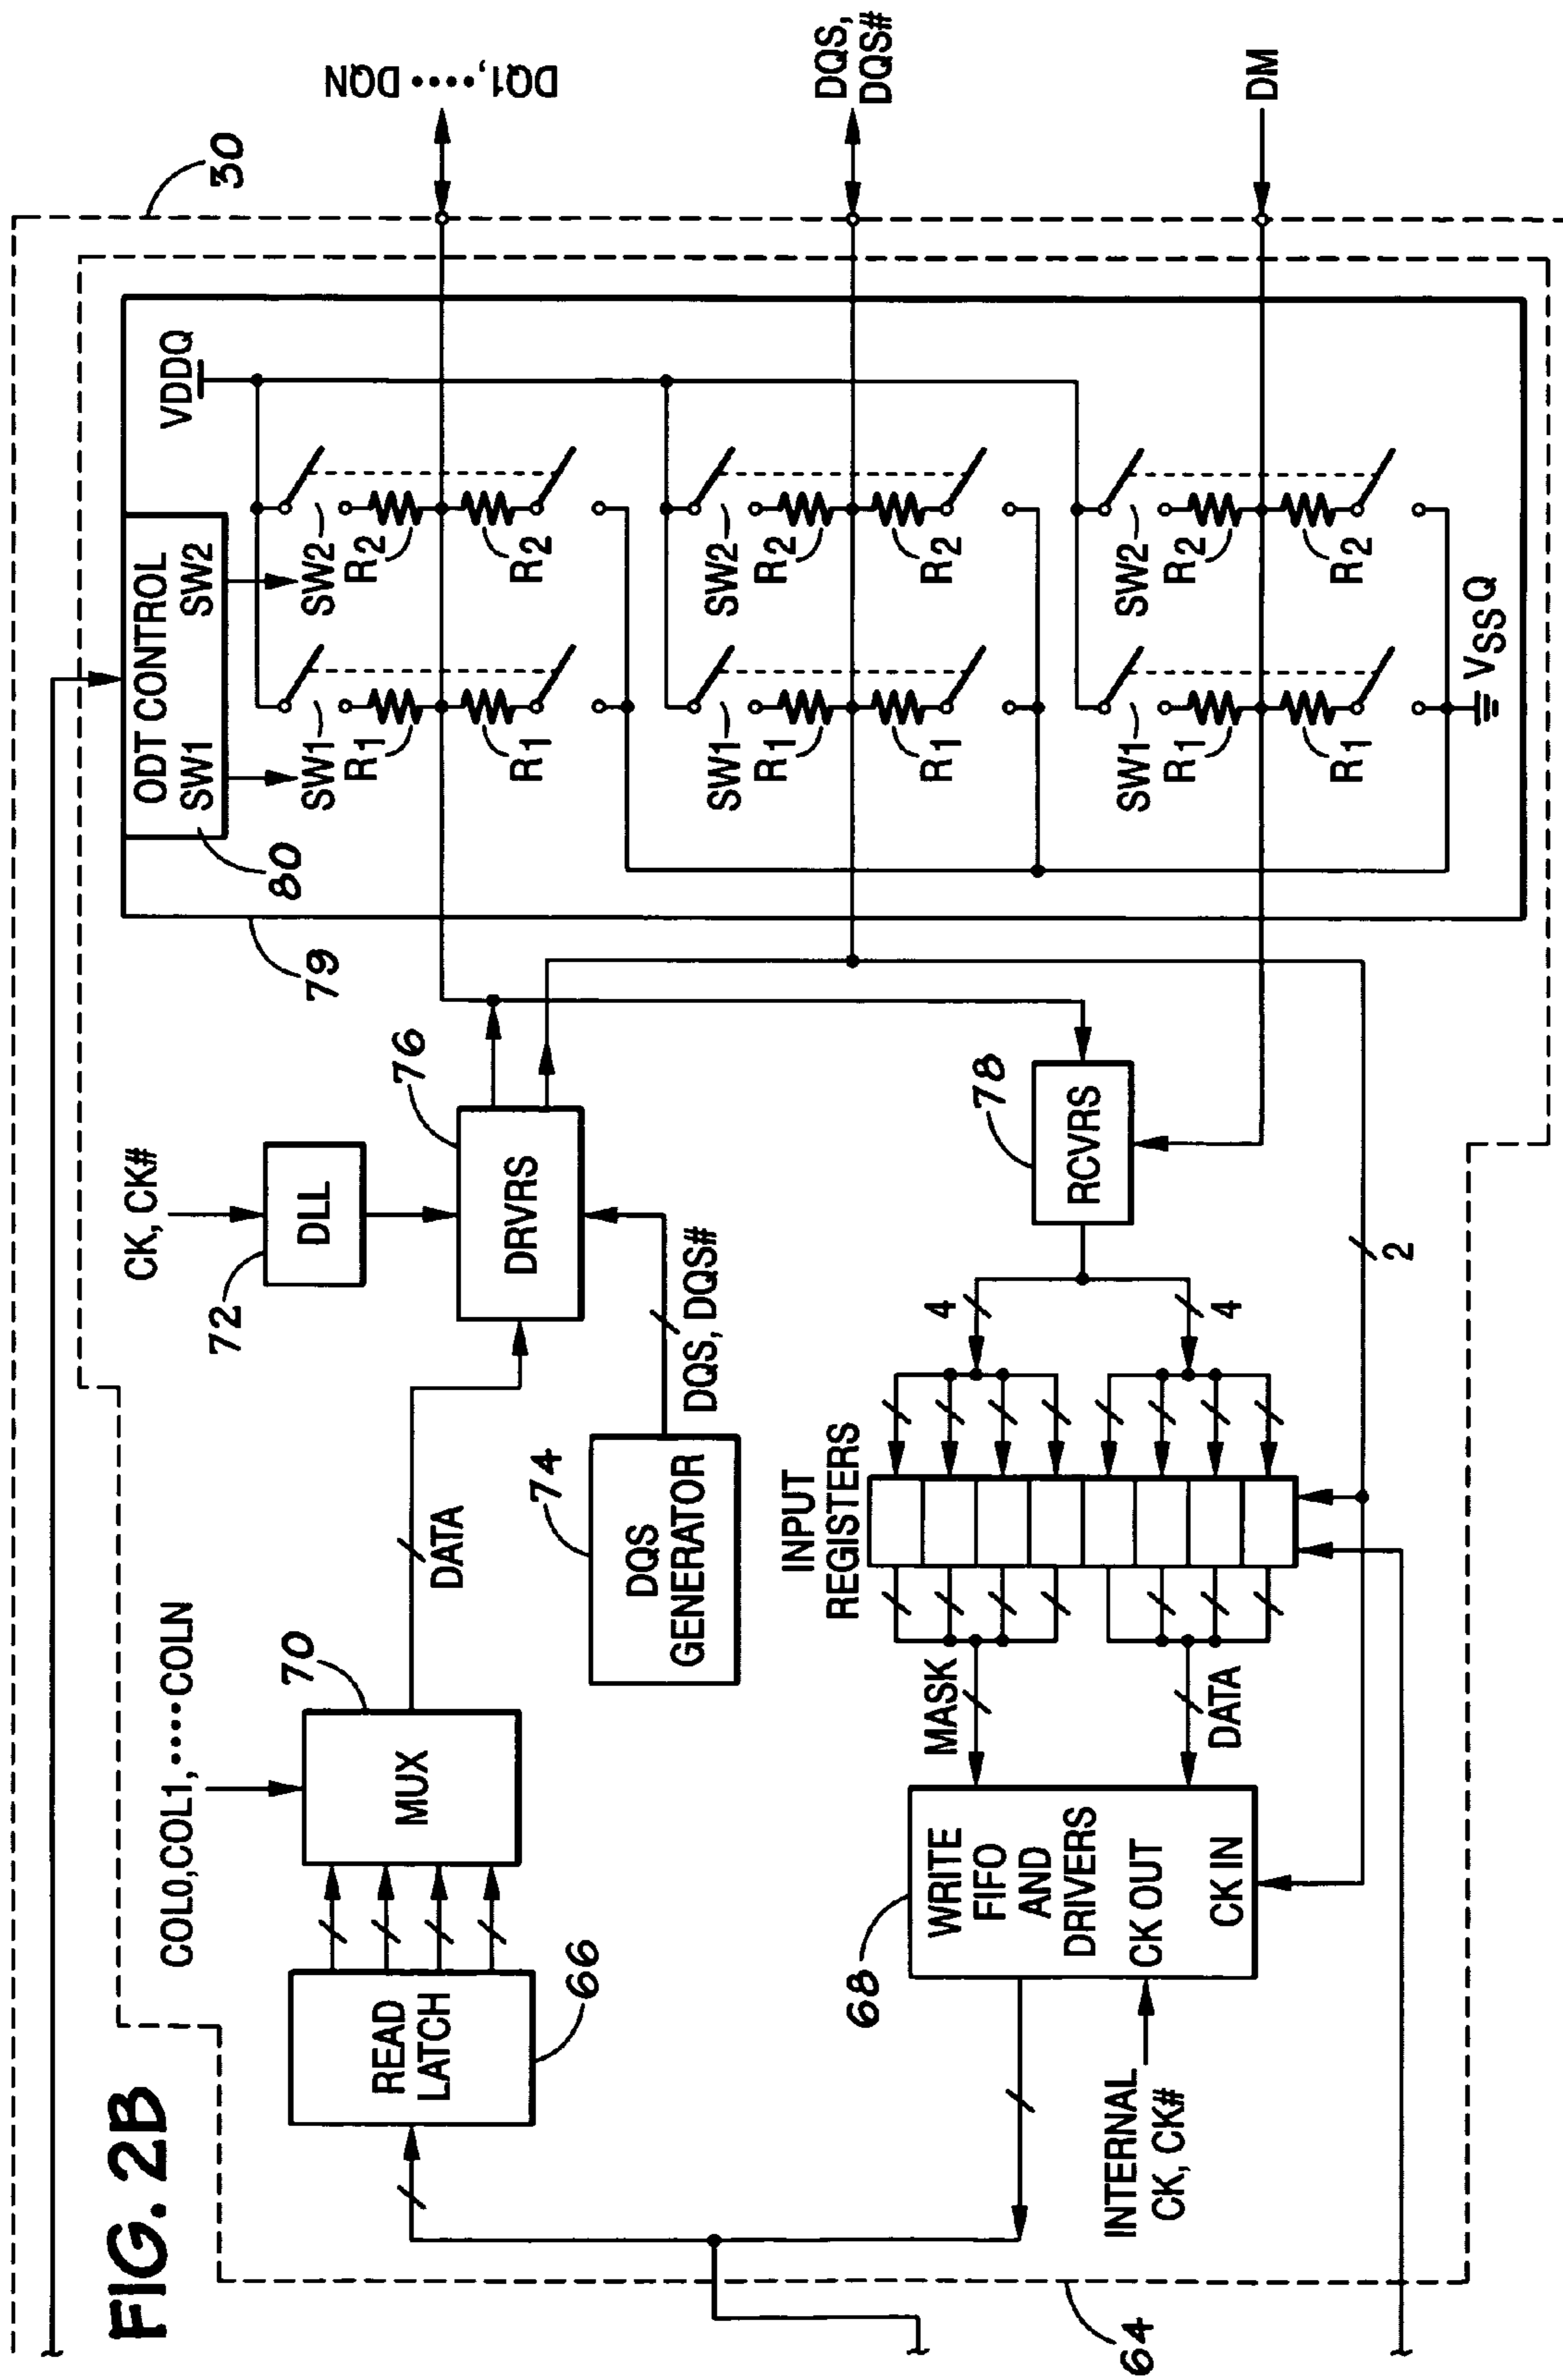 FIG. 2B
30
DQ1,·····DQN
DQS,
DQS#
DM
ODT CONTROL
SW1 SW2
80
79
VDDQ
SW1 SW2
R1 R2
R1 R2
SW1 SW2
R1 R2
R1 R2
SW1 SW2
R1 R2
R1 R2
VSSQ
CK, CK#
DLL
72
DRVRS
76
DQS, DQS#
DQS
GENERATOR
74
COL0,COL1,·····COLN
MUX
70
DATA
READ
LATCH
66
RCVRS
78
4
4
2
INPUT
REGISTERS
MASK
DATA
WRITE
FIFO
AND
DRIVERS
CK OUT
CK IN
68
INTERNAL
CK, CK#
64